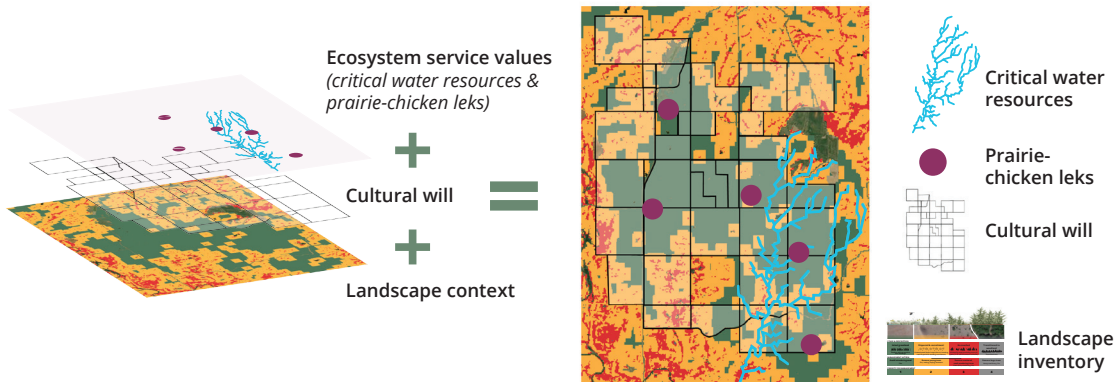 Ecosystem service values
(critical water resources &
prairie-chicken leks)
+
Cultural will
+
Landscape context
=
Critical water
resources
Prairie-
chicken leks
Cultural will
Landscape
inventory